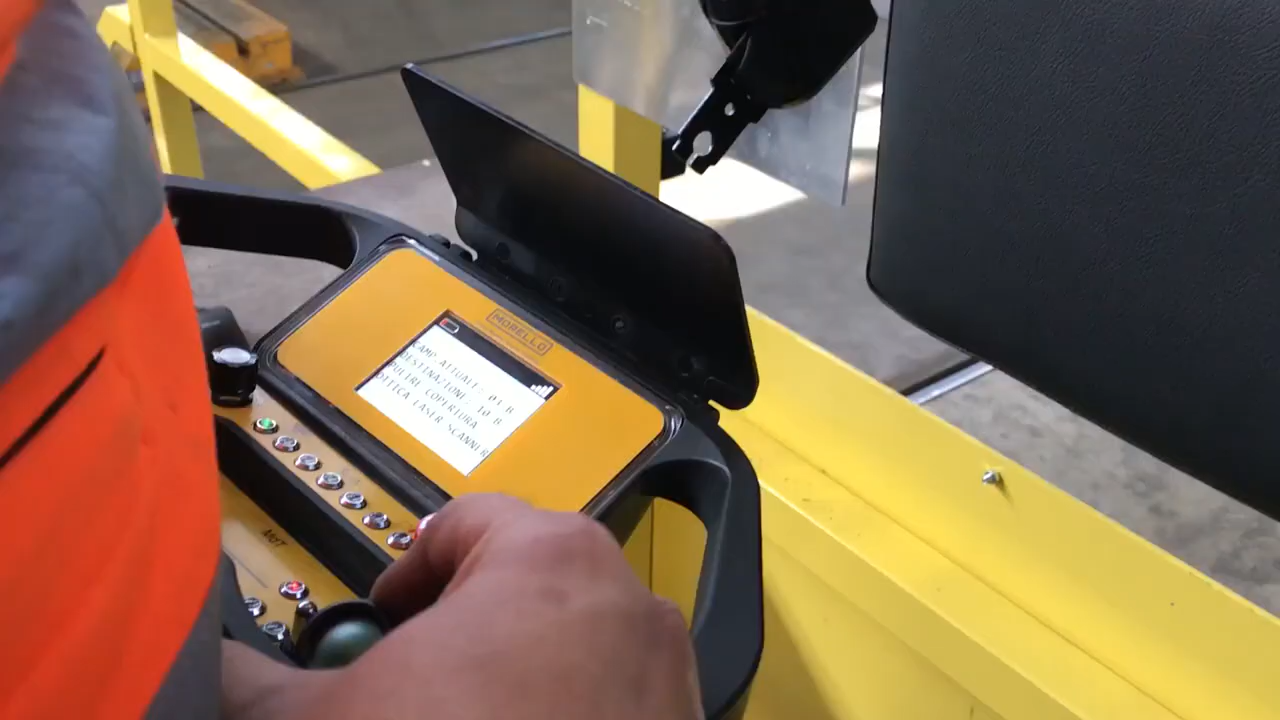 MORELLO
CAMP.ATTUALE: 01 B
DESTINAZIONE: 10 B
PULIRE COPERTURA
OTTICA LASER SCANNER